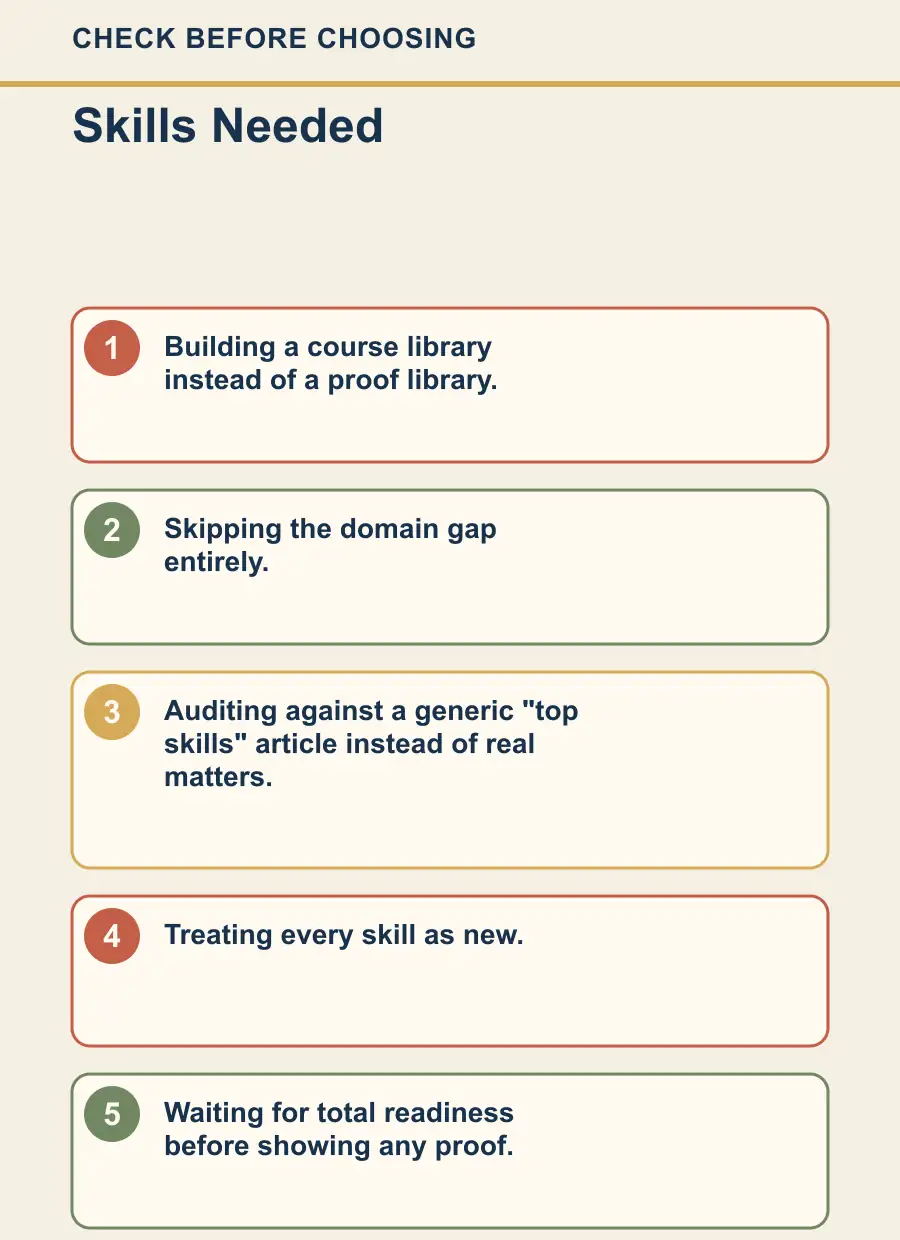 CHECK BEFORE CHOOSING
Skills Needed
1
Building a course library
instead of a proof library.
2
Skipping the domain gap
entirely.
3
Auditing against a generic "top
skills" article instead of real
matters.
4
Treating every skill as new.
5
Waiting for total readiness
before showing any proof.